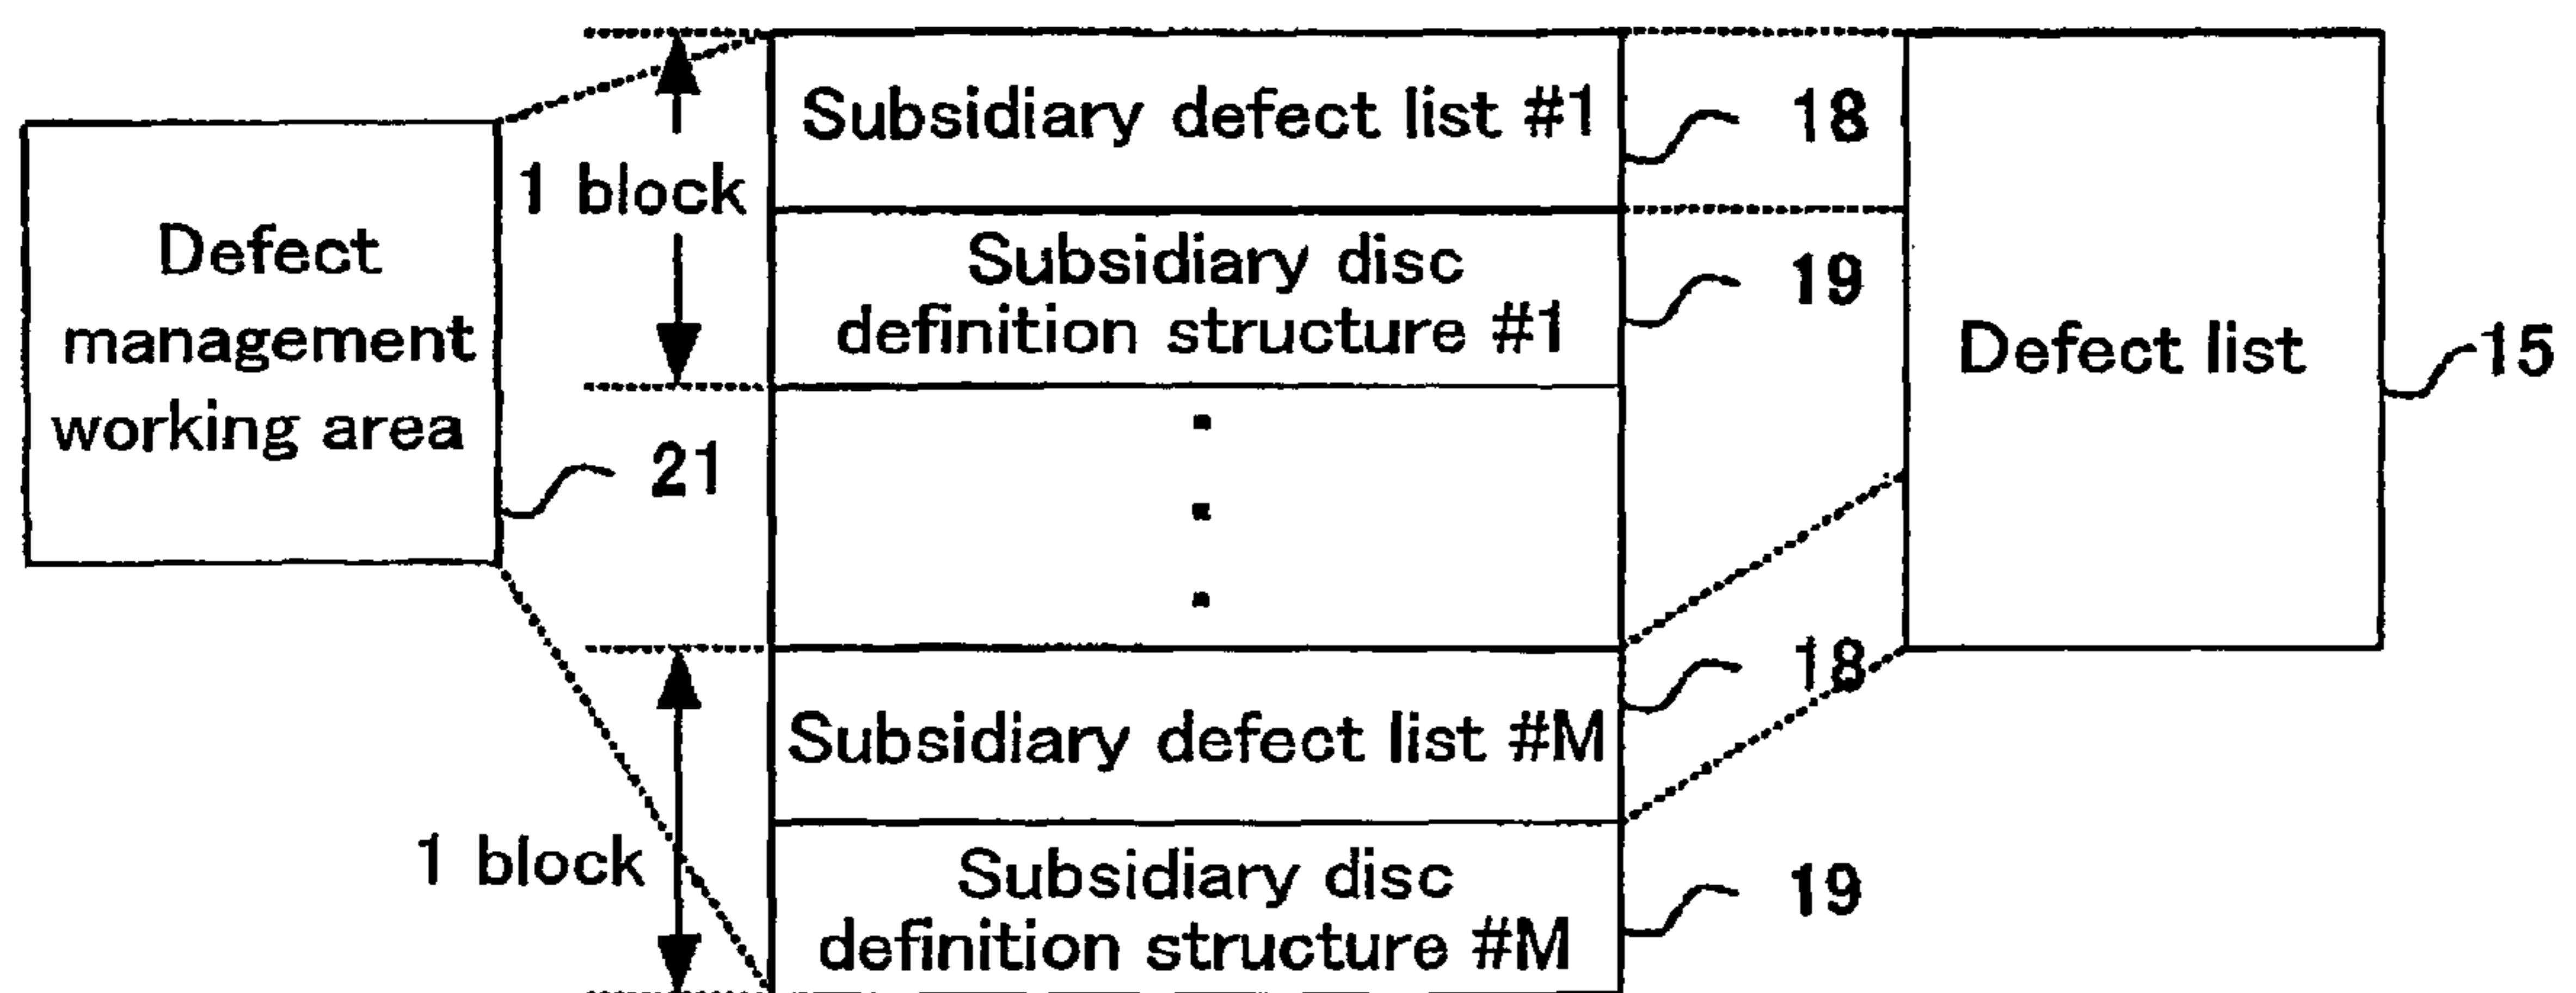 Defect
management
working area
21
1 block
Subsidiary defect list #1
18
Subsidiary disc
definition structure #1
19
Subsidiary defect list #M
18
1 block
Subsidiary disc
definition structure #M
19
Defect list
15